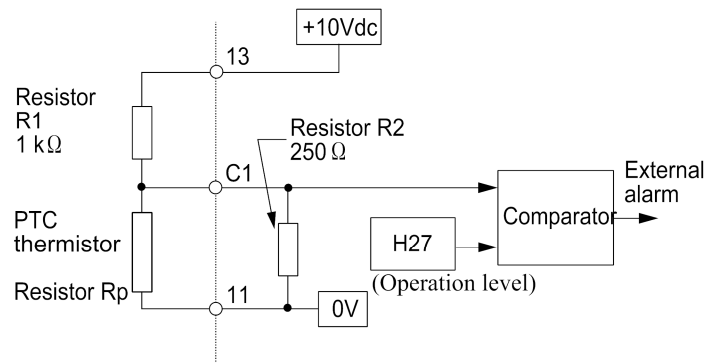 +10Vdc
13
Resistor
R1
1 kΩ
Resistor R2
250 Ω
C1
External
alarm
Comparator
PTC
thermistor
H27
(Operation level)
Resistor Rp
11
0V